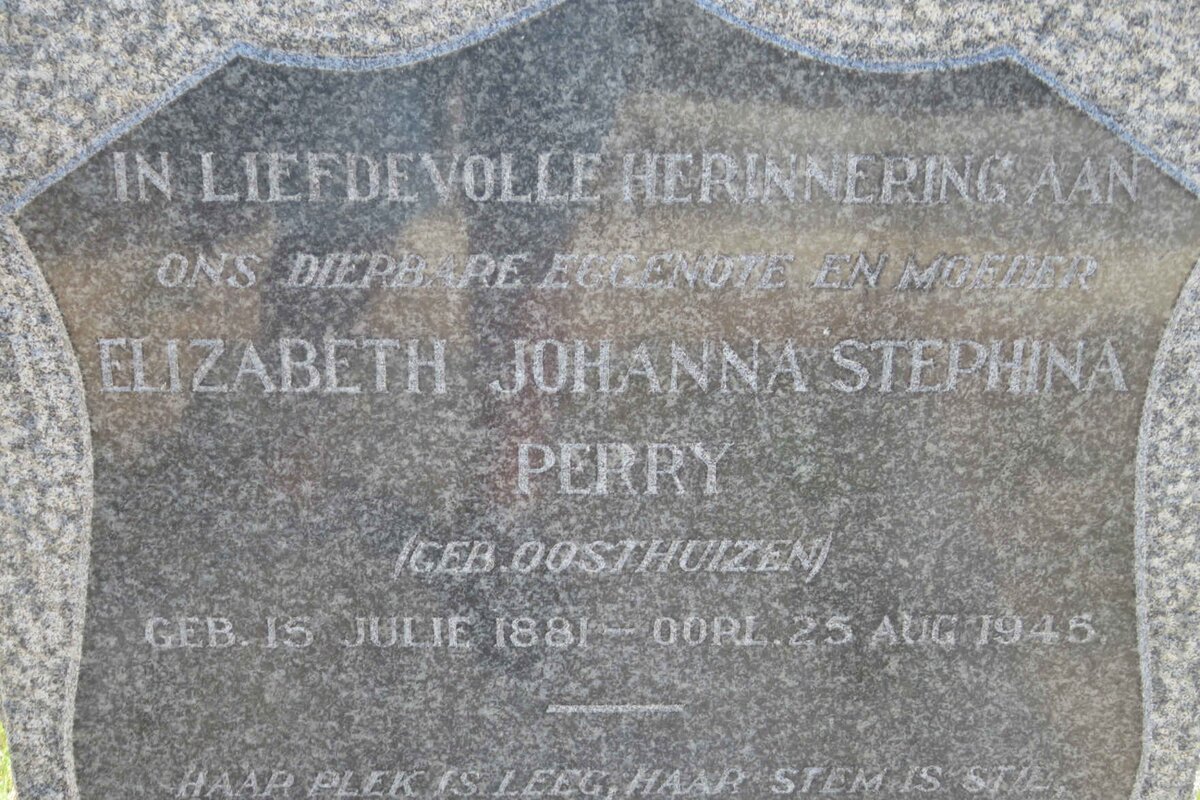 IN LIEFDEVOLLE HERINNERING AAN
ONS DIERBARE EGGENOTE EN MOEDER
ELIZABETH JOHANNA STEPHINA
PERRY
(GEB. OOSTHUIZEN)
GEB. 15 JULIE 1881 — OORL. 25 AUG 1945.
HAAR PLEK IS LEEG, HAAR STEM IS STIL,